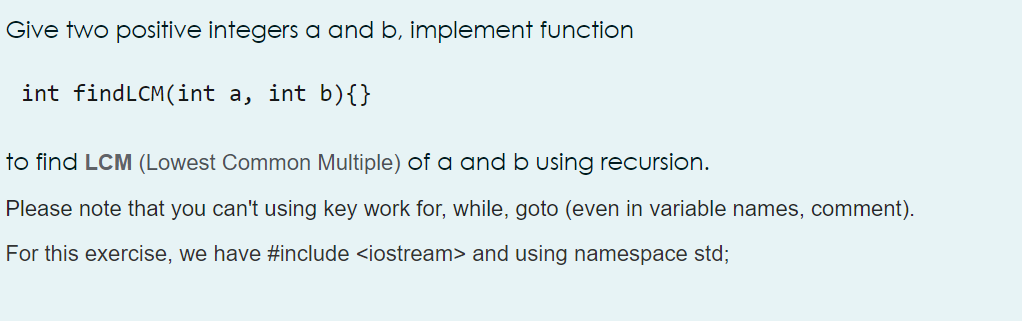 Give two positive integers a and b, implement function
int findLCM(int a, int b){}
to find LCM (Lowest Common Multiple) of a and b using recursion.
Please note that you can't using key work for, while, goto (even in variable names, comment).
For this exercise, we have #include <iostream> and using namespace std;